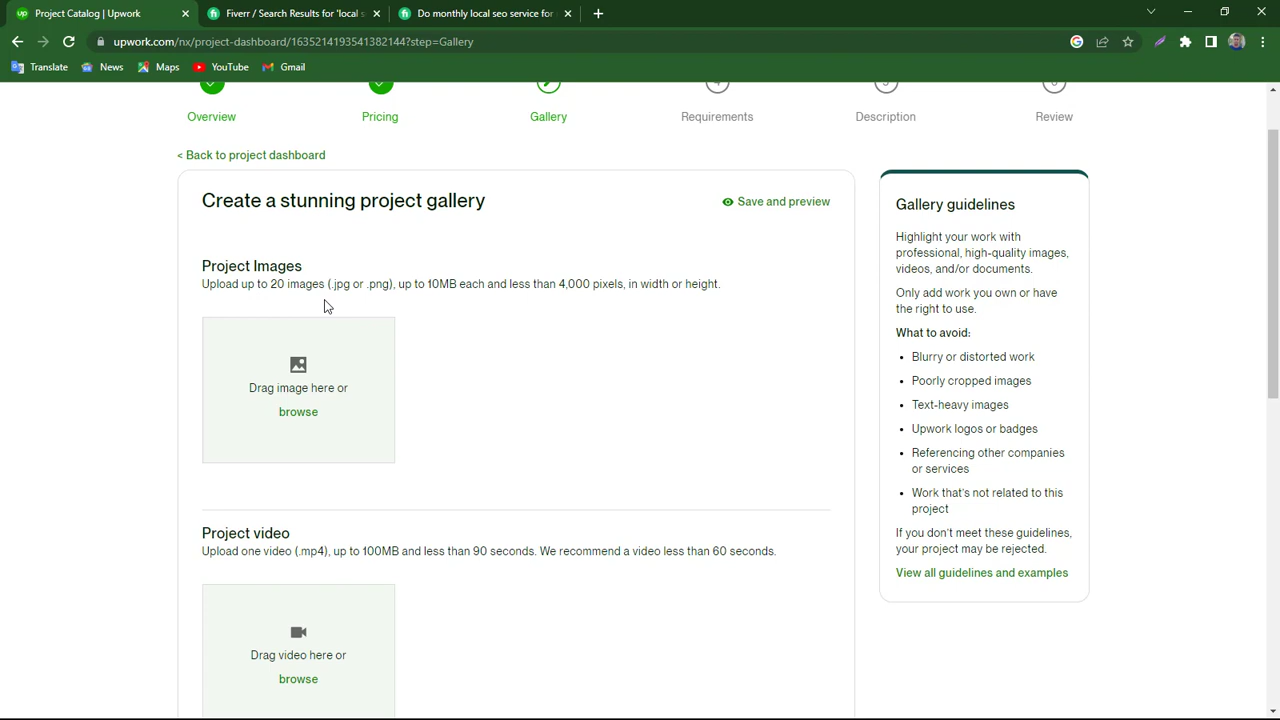 Project Catalog | Upwork
Fiverr / Search Results for 'local s
Do monthly local seo service for
upwork.com/nx/project-dashboard/1635214193541382144?step=Gallery
Translate
News
Maps
YouTube
Gmail
Overview
Pricing
Gallery
Requirements
Description
Review
< Back to project dashboard
Create a stunning project gallery
Save and preview
Project Images
Upload up to 20 images (.jpg or .png), up to 10MB each and less than 4,000 pixels, in width or height.
Drag image here or
browse
Project video
Upload one video (.mp4), up to 100MB and less than 90 seconds. We recommend a video less than 60 seconds.
Drag video here or
browse
Gallery guidelines
Highlight your work with
professional, high-quality images,
videos, and/or documents.
Only add work you own or have
the right to use.
What to avoid:
• Blurry or distorted work
• Poorly cropped images
• Text-heavy images
• Upwork logos or badges
• Referencing other companies
or services
• Work that's not related to this
project
If you don't meet these guidelines,
your project may be rejected.
View all guidelines and examples